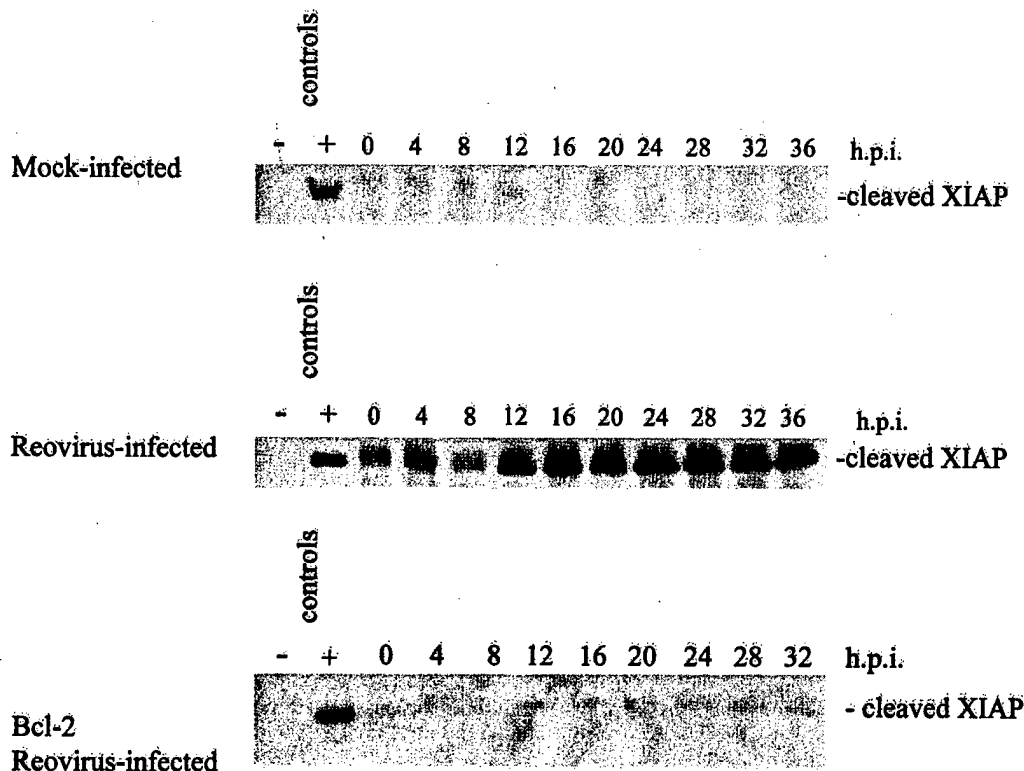 controls
- + 0 4 8 12 16 20 24 28 32 36 h.p.i.
Mock-infected
-cleaved XIAP
controls
- + 0 4 8 12 16 20 24 28 32 36 h.p.i.
Reovirus-infected
-cleaved XIAP
controls
- + 0 4 8 12 16 20 24 28 32 h.p.i.
- cleaved XIAP
Bcl-2
Reovirus-infected